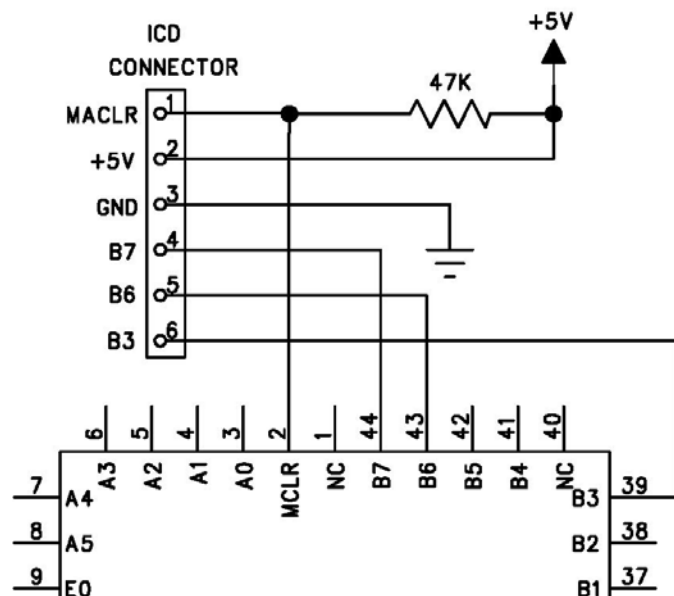 ICD
CONNECTOR
+5V
47K
MACLR 1
+5V 2
GND 3
B7 4
B6 5
B3 6
6 5 4 3 2 1 44 43 42 41 40
A3 A2 A1 A0 MCLR NC B7 B6 B5 B4 NC
7 A4 B3 39
8 A5 B2 38
9 E0 B1 37